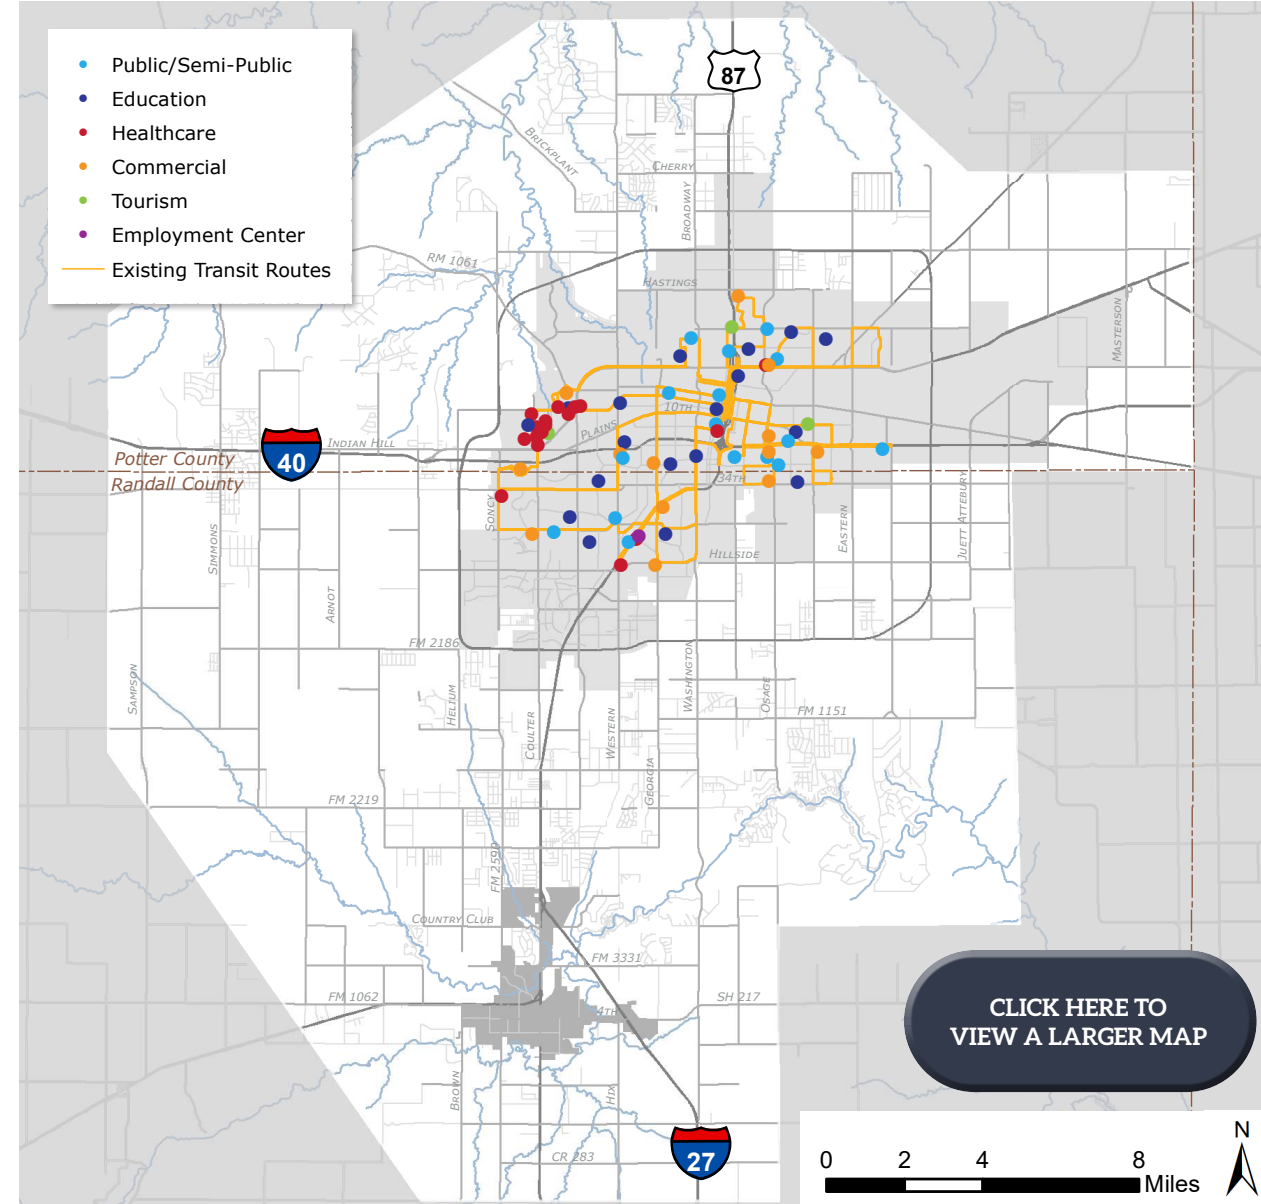 Public/Semi-Public
Education
Healthcare
Commercial
Tourism
Employment Center
Existing Transit Routes
87
BRICKPLANT
CHERRY
BROADWAY
RM 1061
HASTINGS
MASTERSON
10TH
PLAINS
INDIAN HILL
40
Potter County
Randall County
34TH
SONCY
SIMMONS
HILLSIDE
EASTERN
JUETT ATTEBURY
ARNOT
FM 2186
SAMPSON
HELIUM
COULTER
WESTERN
WASHINGTON
OSAGE
FM 1151
GEORGIA
FM 2219
FM 2590
COUNTRY CLUB
FM 3331
FM 1062
4TH
SH 217
CLICK HERE TO
VIEW A LARGER MAP
BROWN
HIX
27
CR 283
N
0 2 4 8
Miles